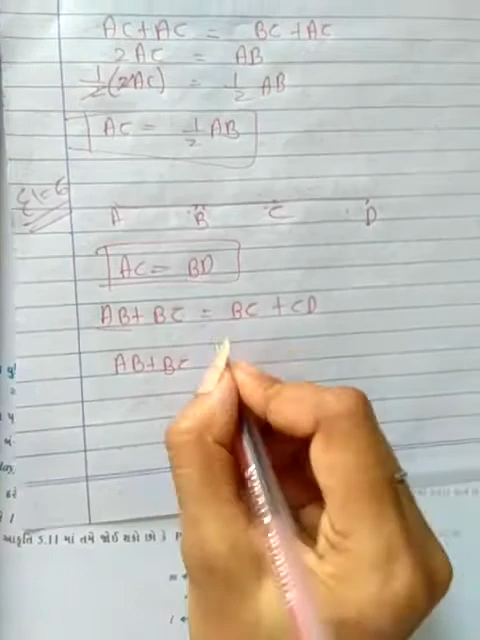 AC + AC = BC + AC
2AC = AB
1/2 (2AC) = 1/2 AB
AC = 1/2 AB
A B C D
AC = BD
AB + BC = BC + CD
AB + BC
આકૃતિ 5.11 માં તમે જોઈ શકો છો કે